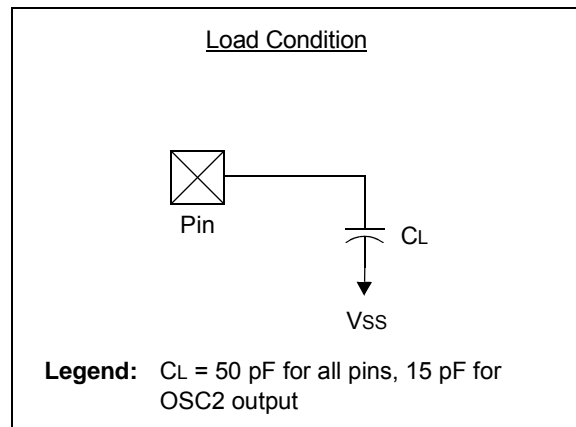 Load Condition
Pin
CL
VSS
Legend: CL = 50 pF for all pins, 15 pF for
OSC2 output